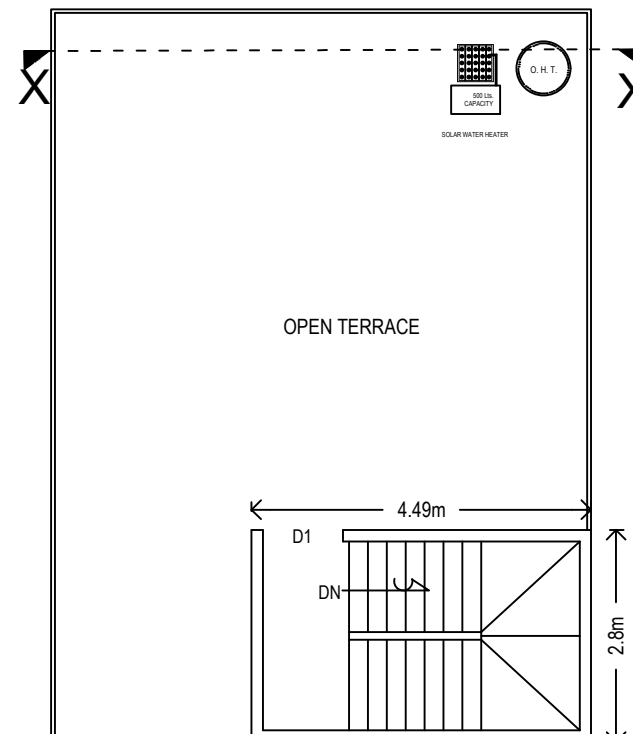 X
X
O. H. T.
500 Lts.
CAPACITY
SOLAR WATER HEATER
OPEN TERRACE
4.49m
D1
DN
2.8m